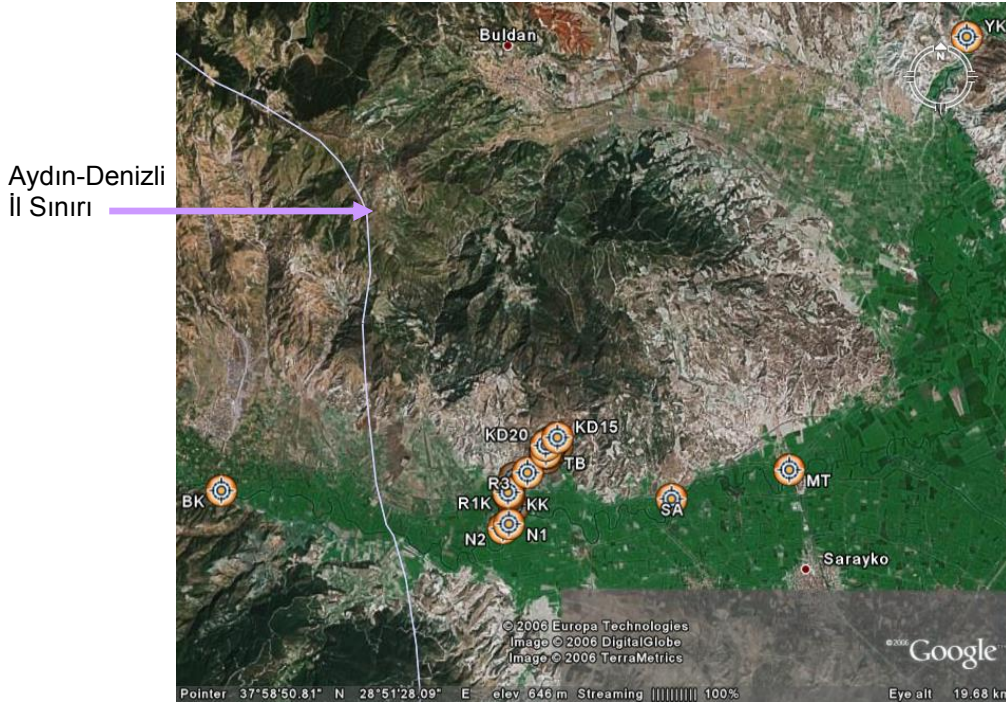 Buldan
YK
N
Aydın-Denizli
İl Sınırı
KD20
KD15
TB
R3
MT
BK
R1K
KK
SA
N2
N1
Sarayko
© 2006 Europa Technologies
Image © 2006 DigitalGlobe
Image © 2006 TerraMetrics
©2006 Google
Pointer 37°58'50.81" N 28°51'28.09" E elev 646 m Streaming |||||||||| 100% Eye alt 19.68 km